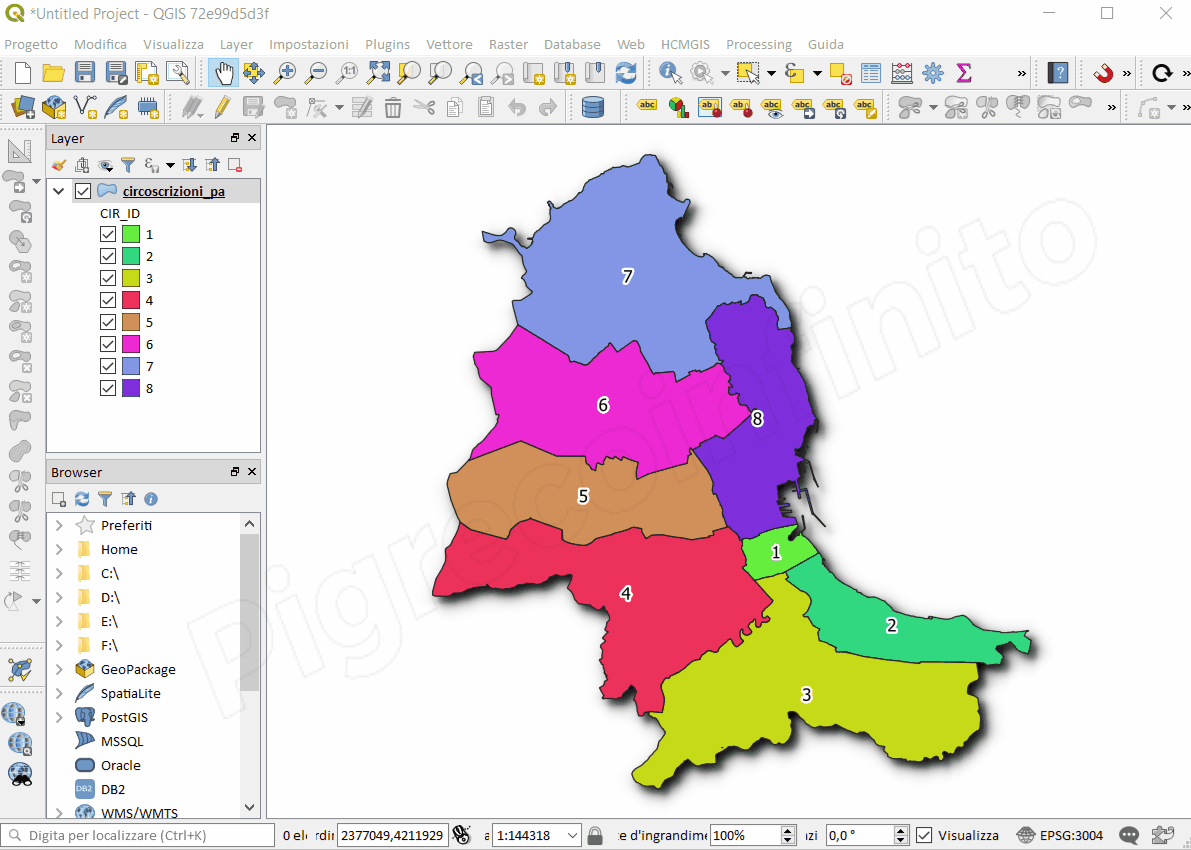 *Untitled Project - QGIS 72e99d5d3f
Progetto Modifica Visualizza Layer Impostazioni Plugins Vettore Raster Database Web HCMGIS Processing Guida
Layer
circoscrizioni_pa
CIR_ID
1
2
3
4
5
6
7
8
Browser
Preferiti
Home
C:\
D:\
E:\
F:\
GeoPackage
SpatiaLite
PostGIS
MSSQL
Oracle
DB2
WMS/WMTS
7
6
8
5
1
4
2
3
Pigrecoinfinito
Digita per localizzare (Ctrl+K) 0 ele rdir 2377049,4211929 a 1:144318 te d'ingrandime 100% izi 0,0 ° Visualizza EPSG:3004